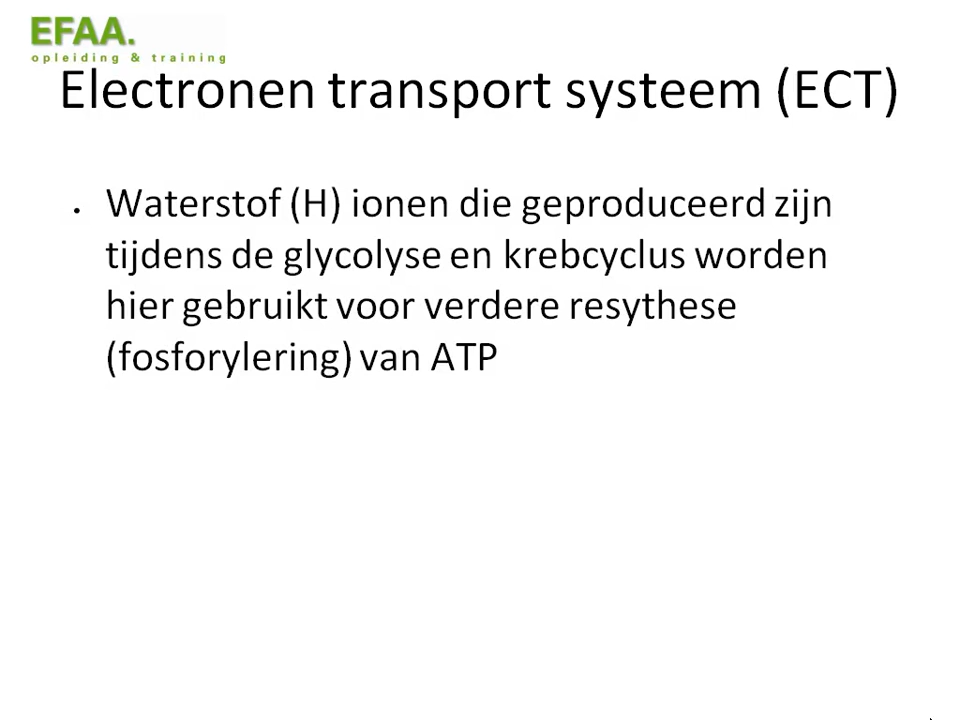 EFAA.
opleiding & training
Electronen transport systeem (ECT)
• Waterstof (H) ionen die geproduceerd zijn
tijdens de glycolyse en krebcyclus worden
hier gebruikt voor verdere resythese
(fosforylering) van ATP